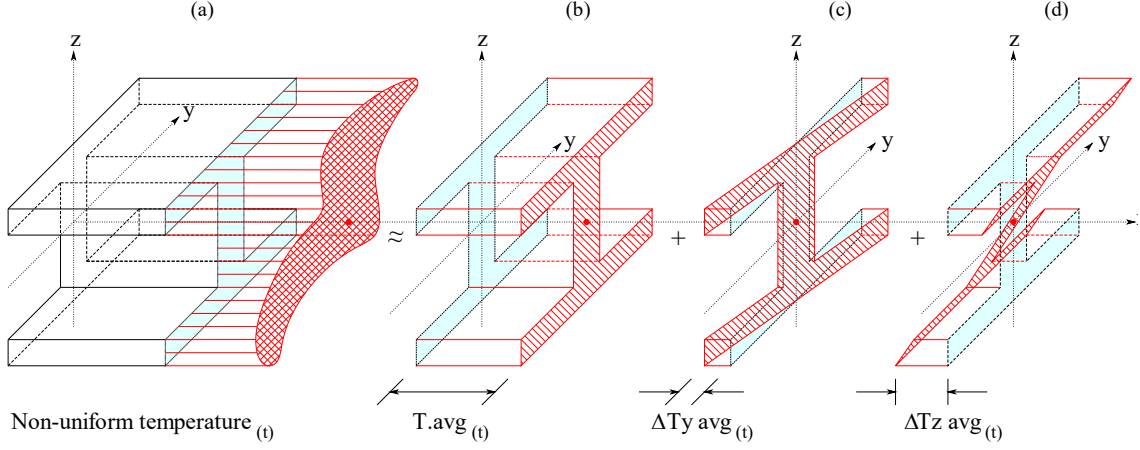 (a) (b) (c) (d)
z z z z
y y y y
≈ + +
Non-uniform temperature (t) T.avg (t) ΔTy avg (t) ΔTz avg (t)